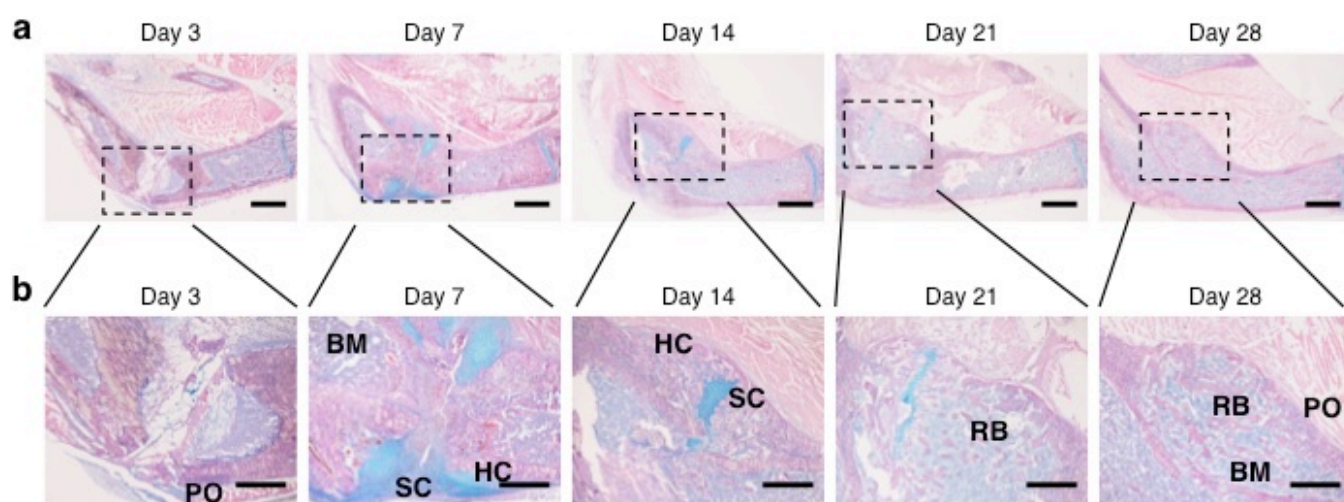 a
Day 3 Day 7 Day 14 Day 21 Day 28
b
Day 3 Day 7 Day 14 Day 21 Day 28
BM HC
SC
RB RB PO
PO SC HC BM